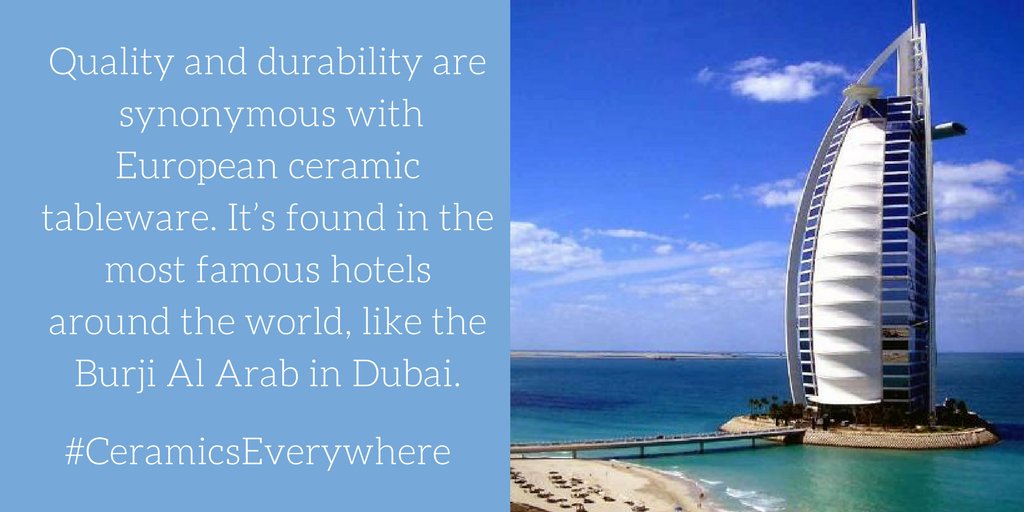 Quality and durability are
synonymous with
European ceramic
tableware. It’s found in the
most famous hotels
around the world, like the
Burji Al Arab in Dubai.
#CeramicsEverywhere